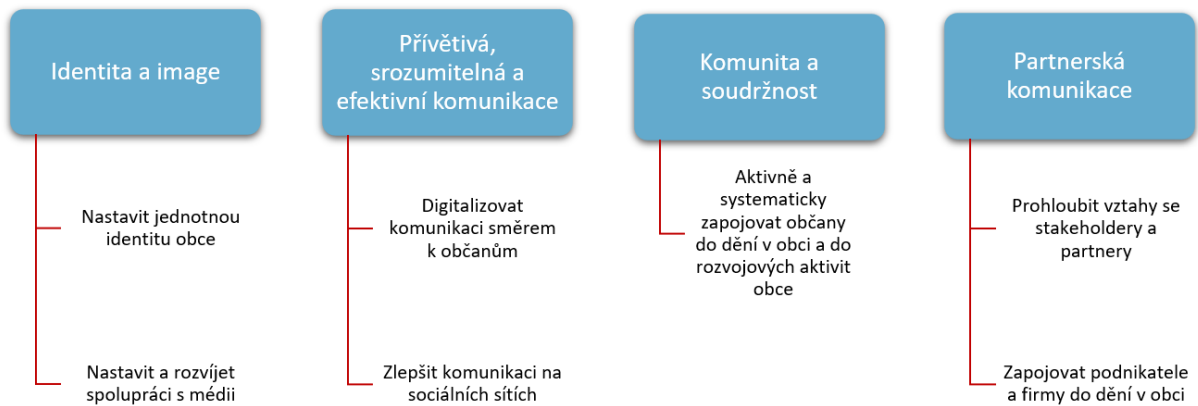 Identita a image
Nastavit jednotnou
identitu obce
Nastavit a rozvíjet
spolupráci s médii
Přívětivá,
srozumitelná a
efektivní komunikace
Digitalizovat
komunikaci směrem
k občanům
Zlepšit komunikaci na
sociálních sítích
Komunita a
soudržnost
Aktivně a
systematicky
zapojovat občany
do dění v obci a do
rozvojových aktivit
obce
Partnerská
komunikace
Prohloubit vztahy se
stakeholdery a
partnery
Zapojovat podnikatele
a firmy do dění v obci